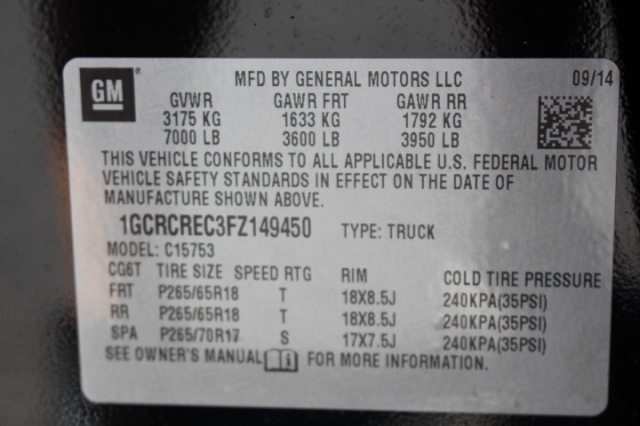 GM MFD BY GENERAL MOTORS LLC 09/14
GVWR GAWR FRT GAWR RR
3175 KG 1633 KG 1792 KG
7000 LB 3600 LB 3950 LB
THIS VEHICLE CONFORMS TO ALL APPLICABLE U.S. FEDERAL MOTOR
VEHICLE SAFETY STANDARDS IN EFFECT ON THE DATE OF
MANUFACTURE SHOWN ABOVE.
1GCRCREC3FZ149450 TYPE: TRUCK
MODEL: C15753
CG6T TIRE SIZE SPEED RTG RIM COLD TIRE PRESSURE
FRT P265/65R18 T 18X8.5J 240KPA(35PSI)
RR P265/65R18 T 18X8.5J 240KPA(35PSI)
SPA P265/70R17 S 17X7.5J 240KPA(35PSI)
SEE OWNER'S MANUAL FOR MORE INFORMATION.